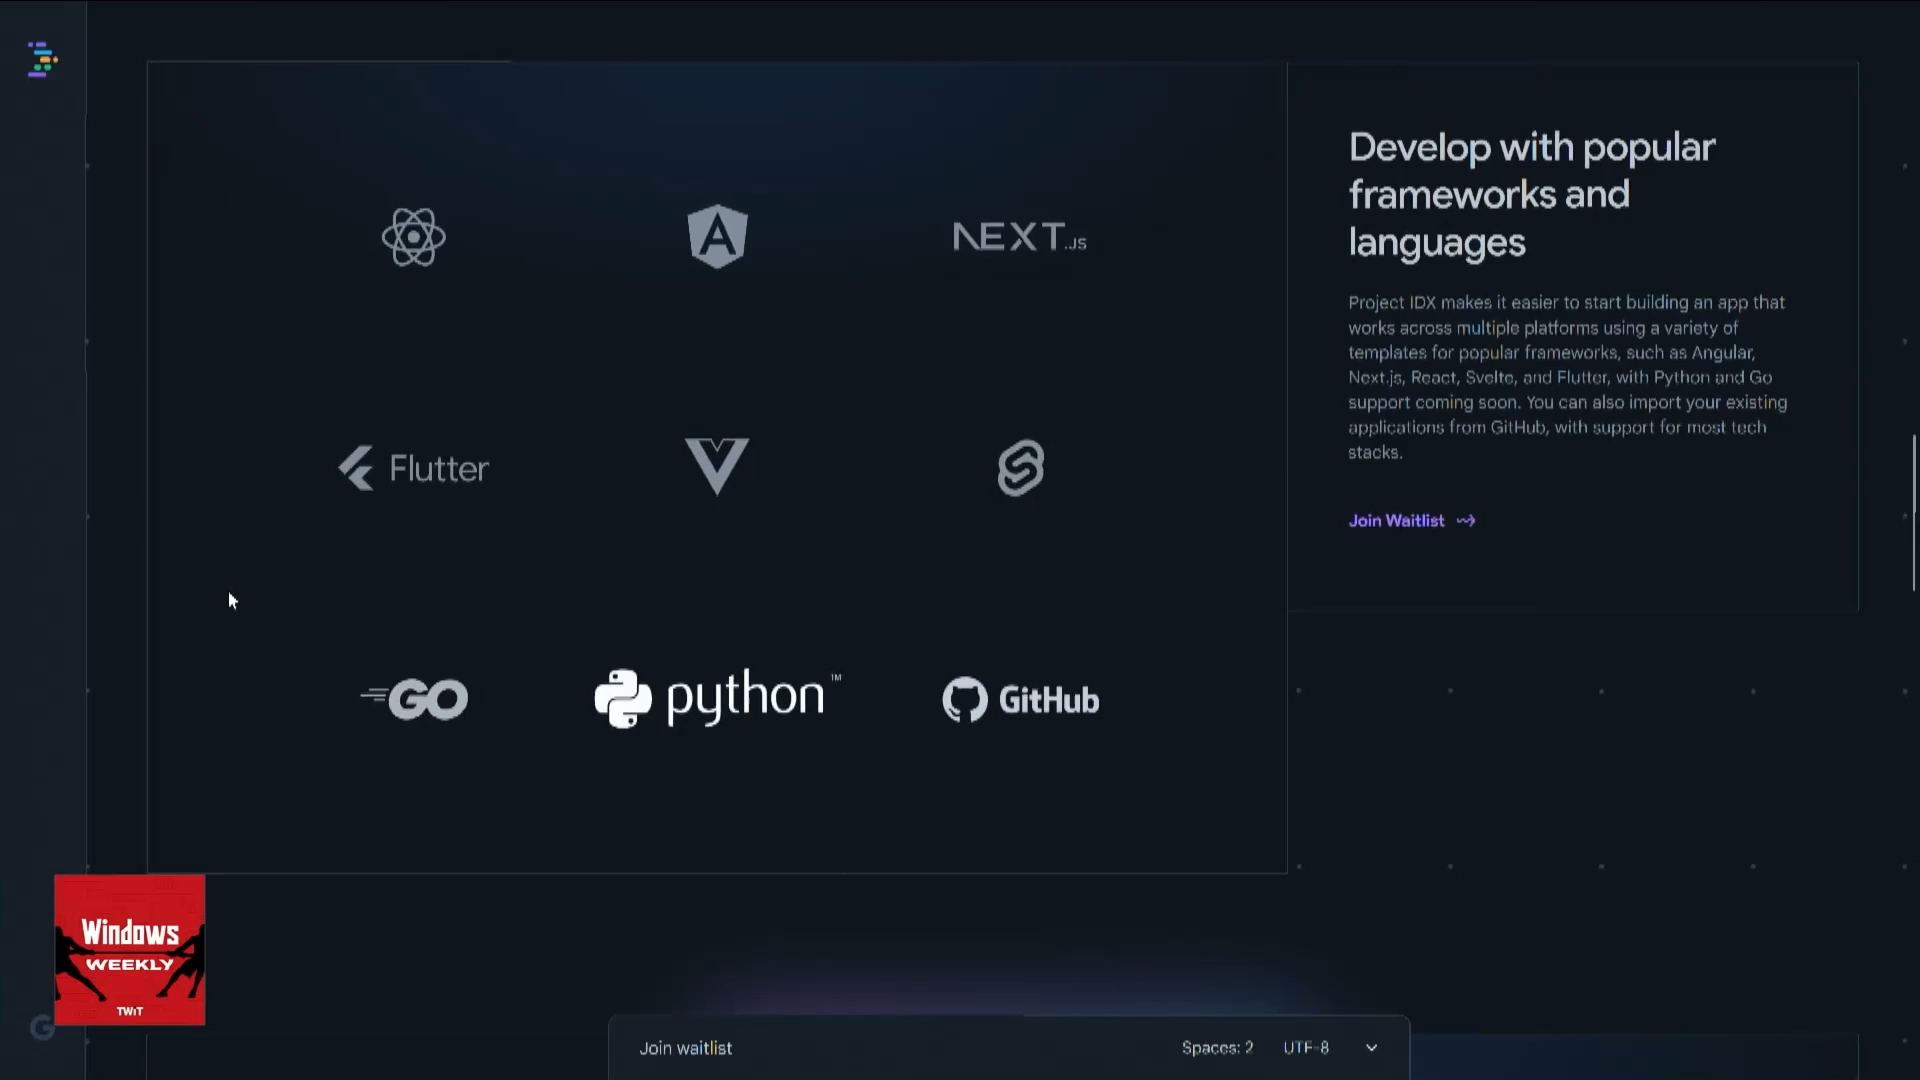 NEXT.JS
Flutter
GO
python™
GitHub
Develop with popular
frameworks and
languages
Project IDX makes it easier to start building an app that
works across multiple platforms using a variety of
templates for popular frameworks, such as Angular,
Next.js, React, Svelte, and Flutter, with Python and Go
support coming soon. You can also import your existing
applications from GitHub, with support for most tech
stacks.
Join Waitlist
Windows
WEEKLY
TWiT
Join waitlist
Spaces: 2 UTF-8